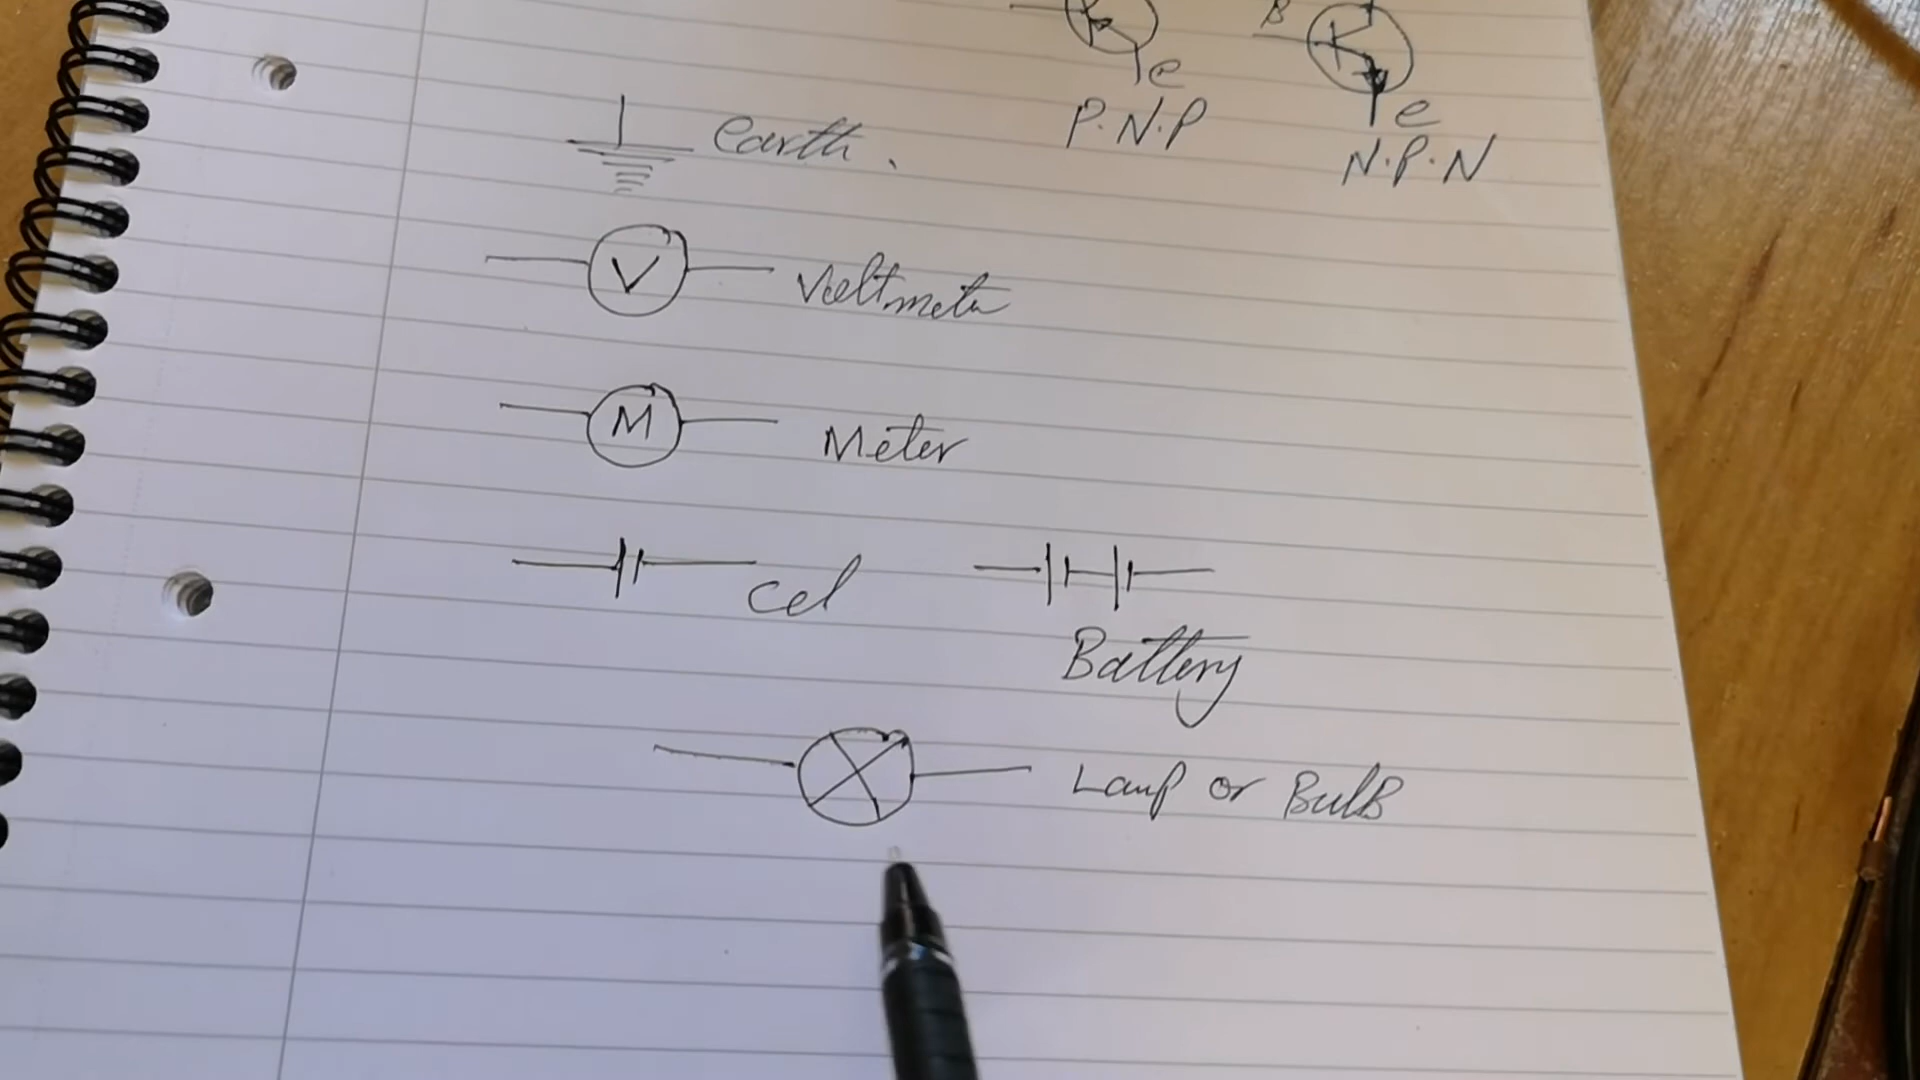 B
e
e
P.N.P
N.P.N
earth.
V Voltmeter
M Meter
Cel
Battery
Lamp or BulB